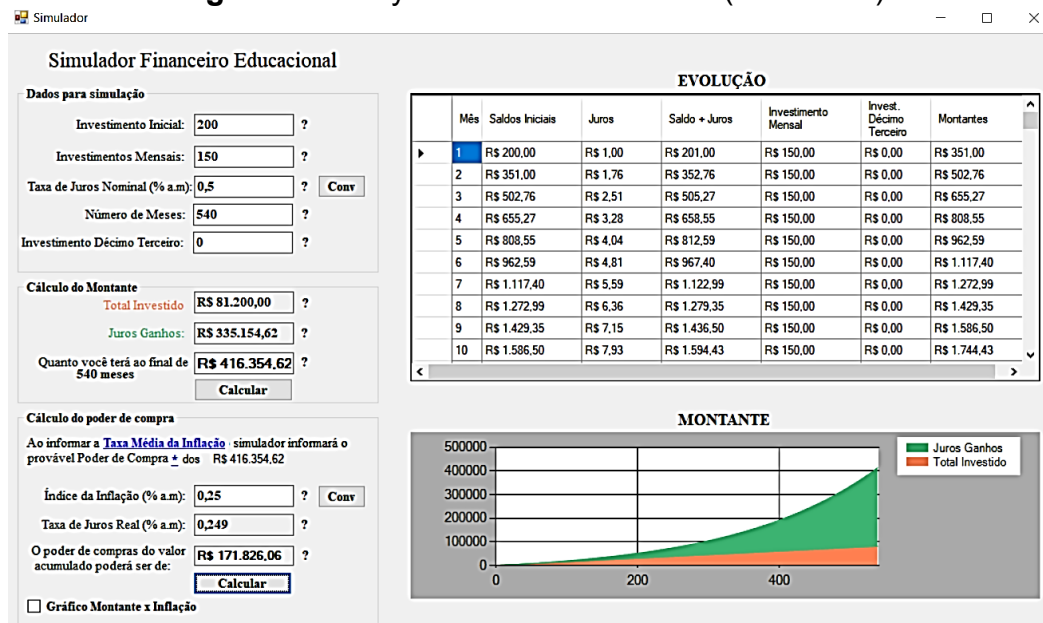 Simulador
Simulador Financeiro Educacional
Dados para simulação
Investimento Inicial: 200 ?
Investimentos Mensais: 150 ?
Taxa de Juros Nominal (% a.m): 0,5 ? Conv
Número de Meses: 540 ?
Investimento Décimo Terceiro: 0 ?
Cálculo do Montante
Total Investido R$ 81.200,00 ?
Juros Ganhos: R$ 335.154,62 ?
Quanto você terá ao final de
540 meses
R$ 416.354,62 ?
Calcular
Cálculo do poder de compra
Ao informar a Taxa Média da Inflação simulador informará o
provável Poder de Compra * dos R$ 416.354,62
Índice da Inflação (% a.m): 0,25 ? Conv
Taxa de Juros Real (% a.m): 0,249 ?
O poder de compras do valor
acumulado poderá ser de:
R$ 171.826,06 ?
Calcular
Gráfico Montante x Inflação
EVOLUÇÃO
Mês Saldos Iniciais Juros Saldo + Juros Investimento Mensal Invest. Décimo Terceiro Montantes
1 R$ 200,00 R$ 1,00 R$ 201,00 R$ 150,00 R$ 0,00 R$ 351,00
2 R$ 351,00 R$ 1,76 R$ 352,76 R$ 150,00 R$ 0,00 R$ 502,76
3 R$ 502,76 R$ 2,51 R$ 505,27 R$ 150,00 R$ 0,00 R$ 655,27
4 R$ 655,27 R$ 3,28 R$ 658,55 R$ 150,00 R$ 0,00 R$ 808,55
5 R$ 808,55 R$ 4,04 R$ 812,59 R$ 150,00 R$ 0,00 R$ 962,59
6 R$ 962,59 R$ 4,81 R$ 967,40 R$ 150,00 R$ 0,00 R$ 1.117,40
7 R$ 1.117,40 R$ 5,59 R$ 1.122,99 R$ 150,00 R$ 0,00 R$ 1.272,99
8 R$ 1.272,99 R$ 6,36 R$ 1.279,35 R$ 150,00 R$ 0,00 R$ 1.429,35
9 R$ 1.429,35 R$ 7,15 R$ 1.436,50 R$ 150,00 R$ 0,00 R$ 1.586,50
10 R$ 1.586,50 R$ 7,93 R$ 1.594,43 R$ 150,00 R$ 0,00 R$ 1.744,43
MONTANTE
500000
400000
300000
200000
100000
0
0 200 400
Juros Ganhos
Total Investido